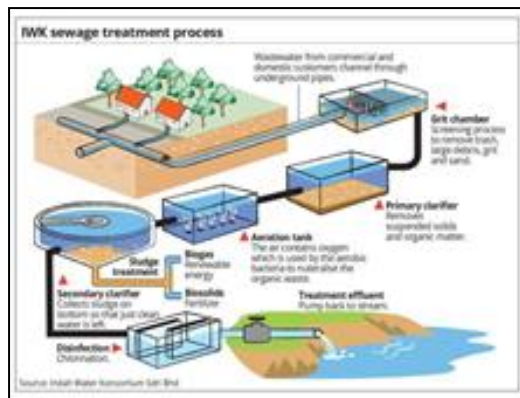 IWK sewage treatment process
Wastewater from commercial and
domestic customers channel through
underground pipes.
Grit chamber
Screening process
to remove trash,
large debris, grit
and sand.
Primary clarifier
Removes
suspended solids
and organic matter.
Aeration tank
The air contains oxygen
which is used by the aerobic
bacteria to
organic waste.
Sludge
treatment
Biogas
Renewable
energy
Biosolids
Fertilizer
Secondary clarifier
Collects sludge on
bottom so that just clean
water is left.
Treatment effluent
Pump back to stream.
Disinfection
Chlorination.
Source: Indah Water Konsortium Sdn Bhd